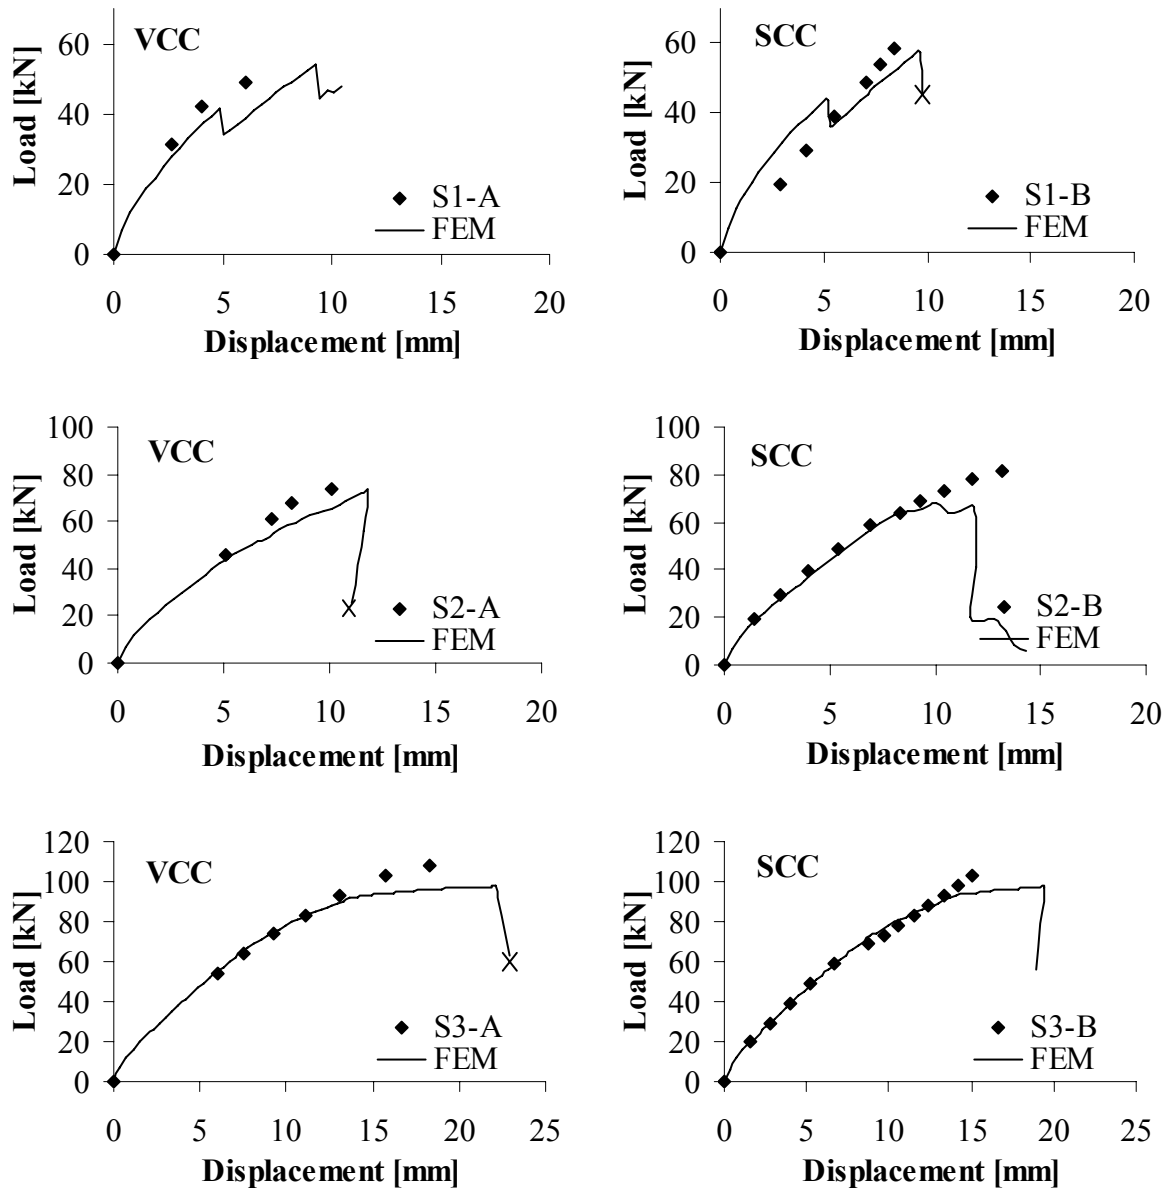 VCC
Load [kN]
60
40
20
0
0 5 10 15 20
Displacement [mm]
S1-A
FEM
SCC
Load [kN]
60
40
20
0
0 5 10 15 20
Displacement [mm]
S1-B
FEM
VCC
Load [kN]
100
80
60
40
20
0
0 5 10 15 20
Displacement [mm]
S2-A
FEM
SCC
Load [kN]
100
80
60
40
20
0
0 5 10 15 20
Displacement [mm]
S2-B
FEM
VCC
Load [kN]
120
100
80
60
40
20
0
0 5 10 15 20 25
Displacement [mm]
S3-A
FEM
SCC
Load [kN]
120
100
80
60
40
20
0
0 5 10 15 20 25
Displacement [mm]
S3-B
FEM